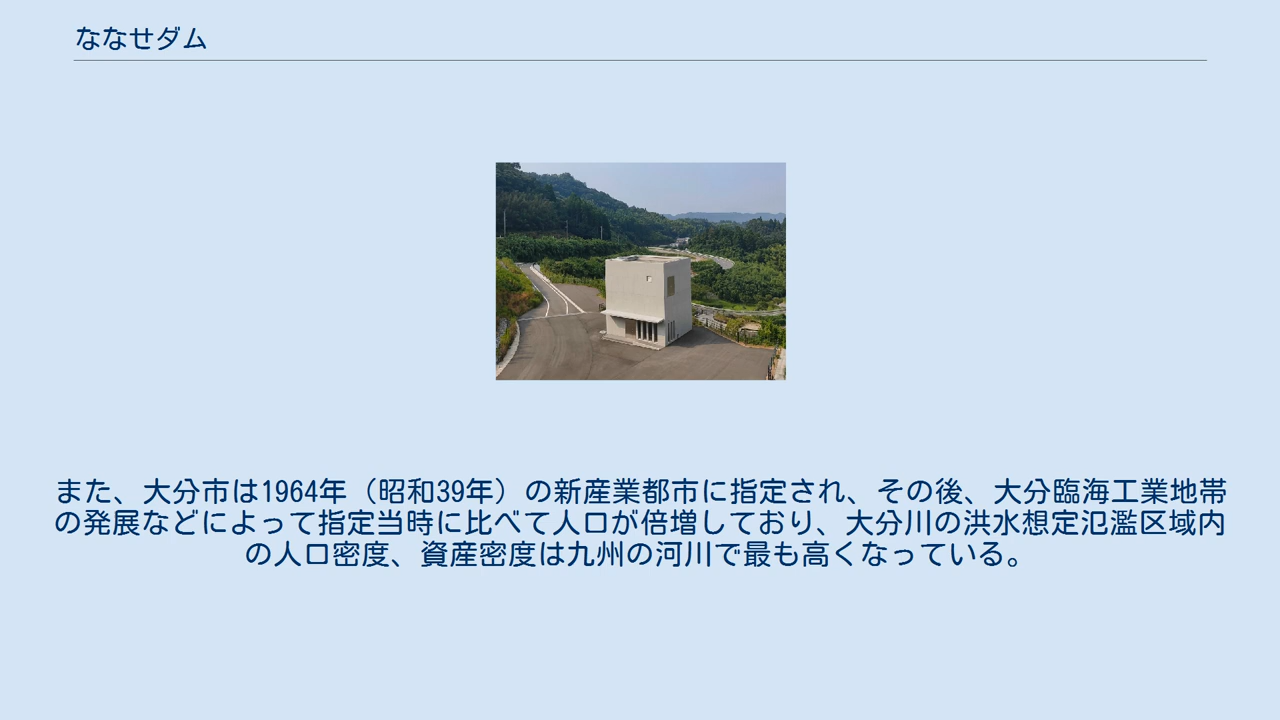 ななせダム
また、大分市は1964年（昭和39年）の新産業都市に指定され、その後、大分臨海工業地帯
の発展などによって指定当時に比べて人口が倍増しており、大分川の洪水想定氾濫区域内
の人口密度、資産密度は九州の河川で最も高くなっている。